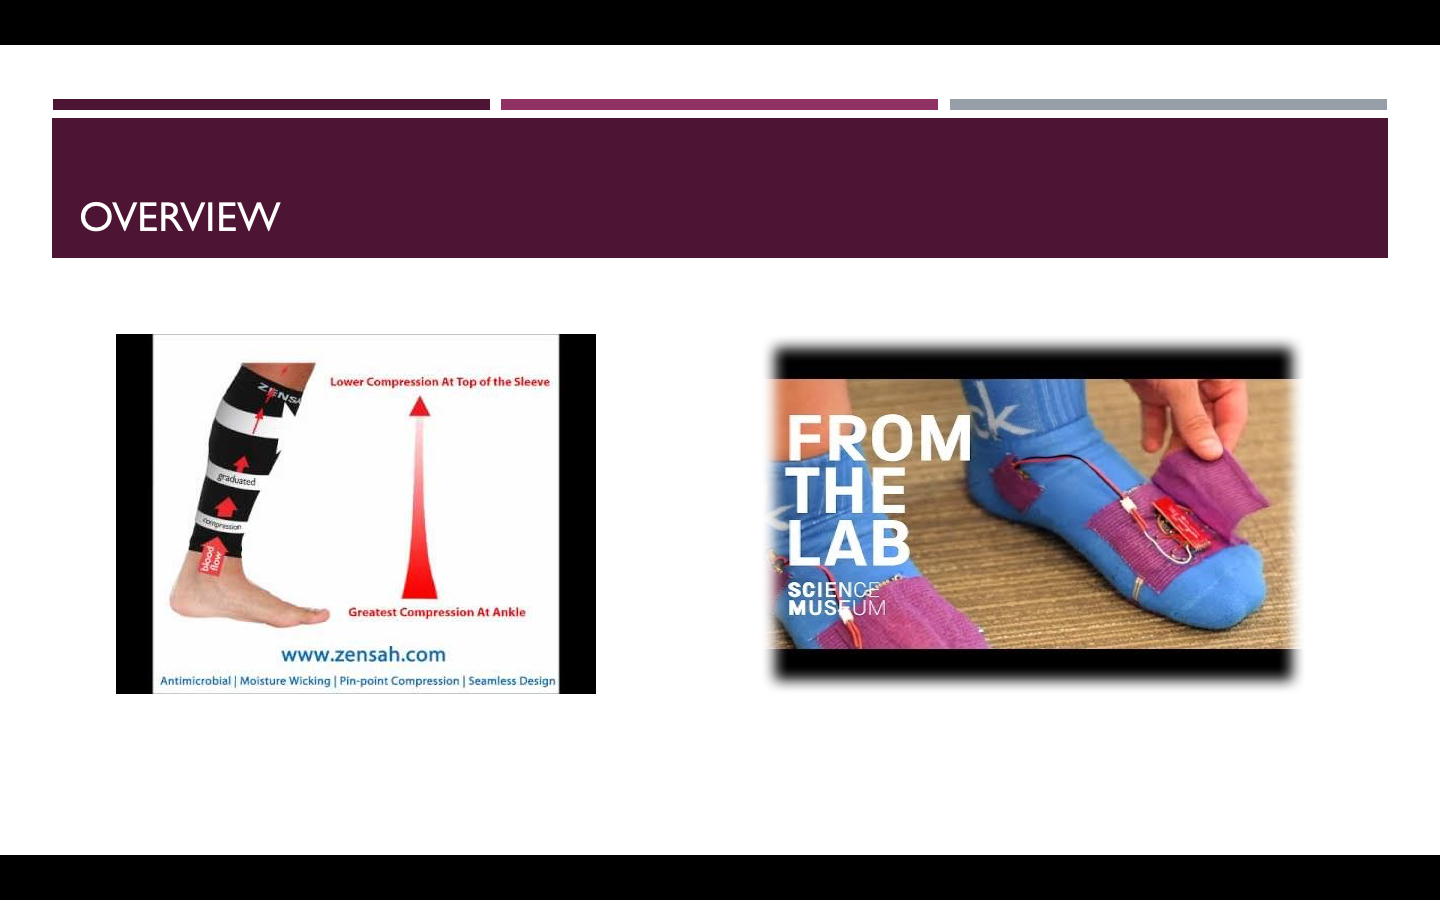 OVERVIEW
ZENSA
graduated
compression
blood
flow
Lower Compression At Top of the Sleeve
Greatest Compression At Ankle
www.zensah.com
Antimicrobial | Moisture Wicking | Pin-point Compression | Seamless Design
FROM
THE
LAB
SCIENCE
MUSEUM